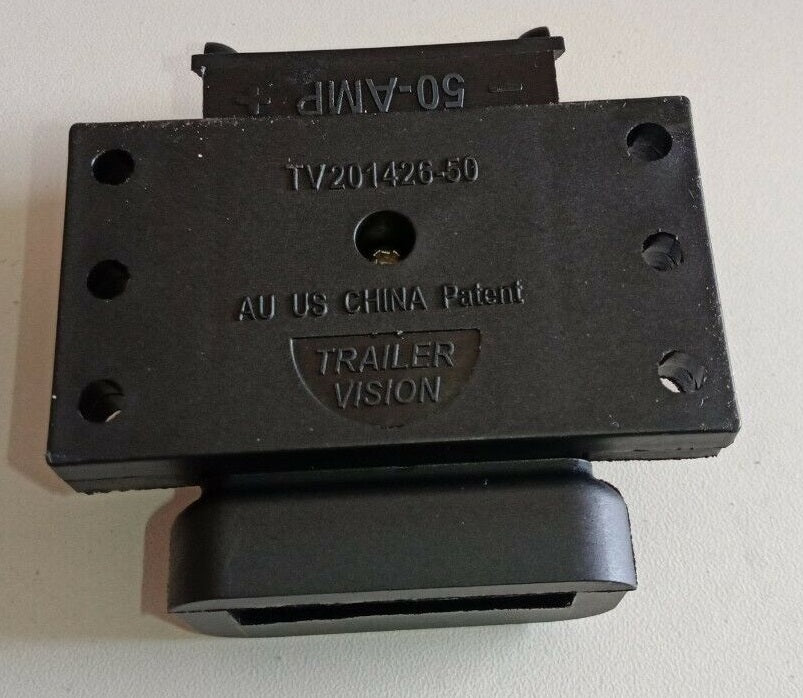 - 50-AMP +
TV201426-50
AU US CHINA Patent
TRAILER
VISION